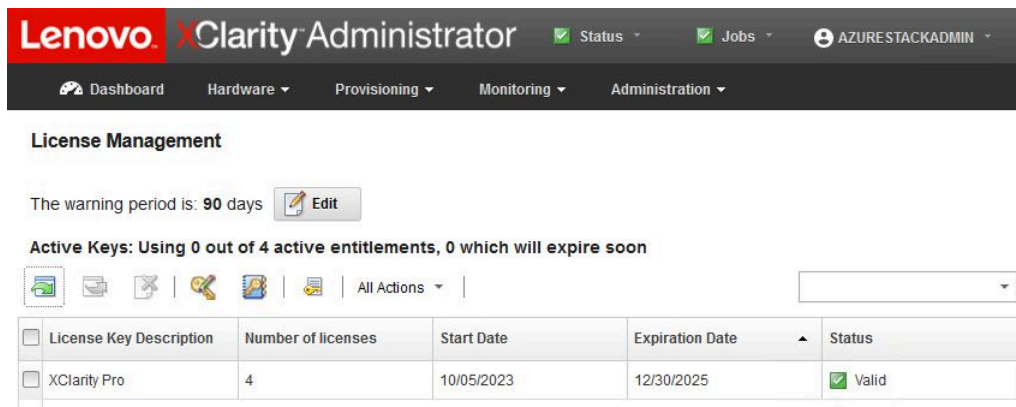 Lenovo. XClarity Administrator Status Jobs AZURESTACKADMIN
Dashboard Hardware Provisioning Monitoring Administration
License Management
The warning period is: 90 days Edit
Active Keys: Using 0 out of 4 active entitlements, 0 which will expire soon
All Actions
License Key Description Number of licenses Start Date Expiration Date Status
XClarity Pro 4 10/05/2023 12/30/2025 Valid